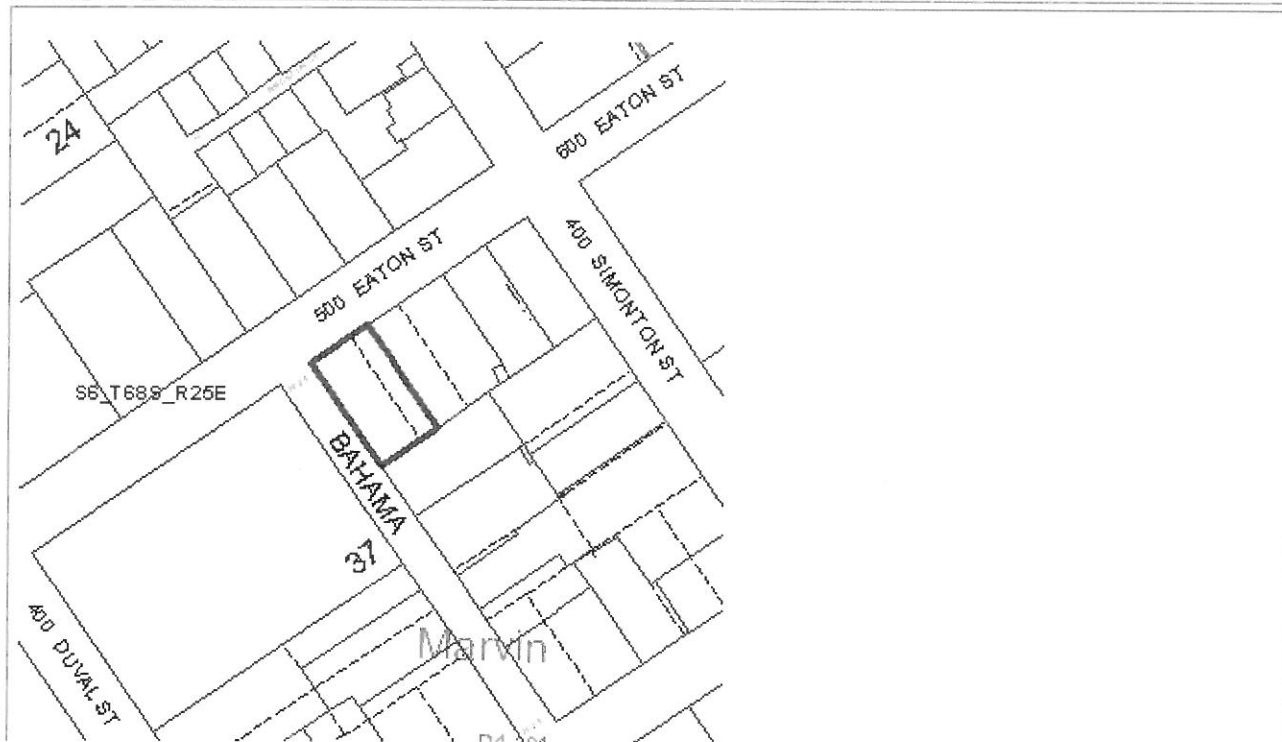 24
600 EATON ST
500 EATON ST
400 SIMONTON ST
S6_T68S_R25E
BAHAMA
37
400 DUVAL ST
Marvin